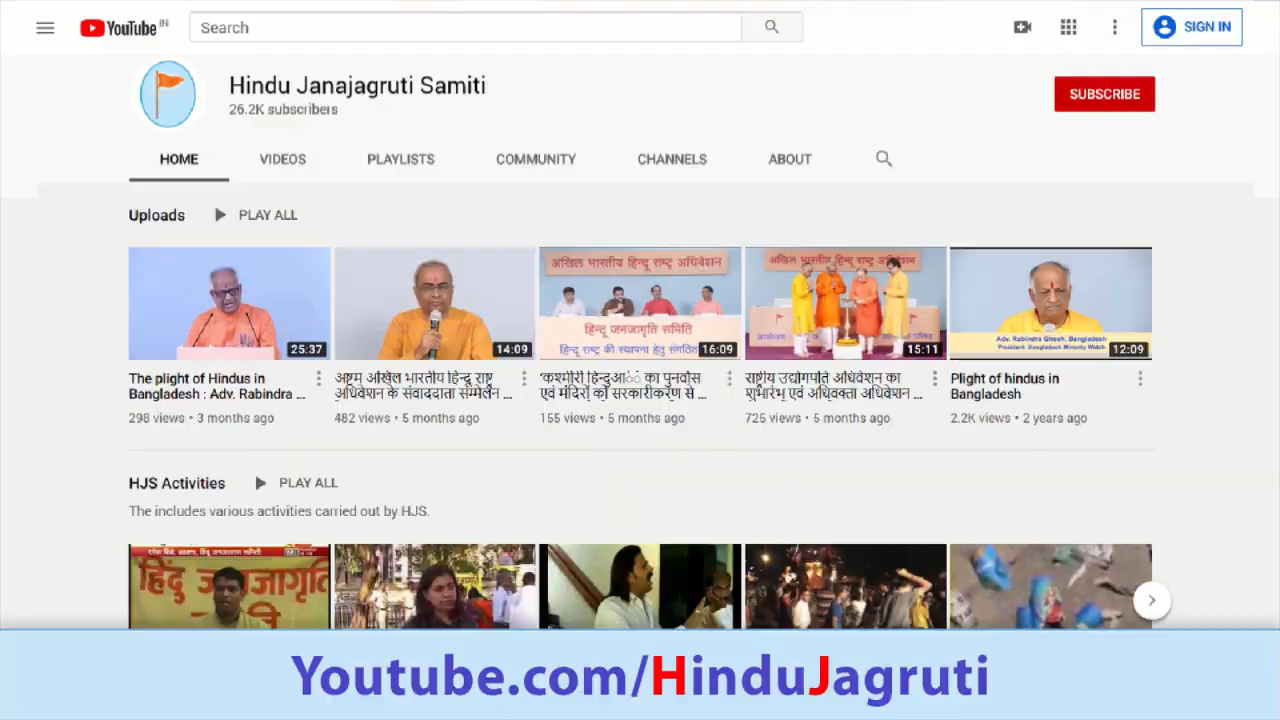 YouTube IN
Search
SIGN IN
Hindu Janajagruti Samiti
26.2K subscribers
SUBSCRIBE
HOME VIDEOS PLAYLISTS COMMUNITY CHANNELS ABOUT
Uploads PLAY ALL
अखिल भारतीय हिन्दू राष्ट्र अधिवेशन
हिन्दू जनजागृति समिति
हिन्दू राष्ट्र की स्थापना हेतु संगठित
अखिल भारतीय हिन्दू राष्ट्र अधिवेशन
Adv. Rabindra Ghosh, Bangladesh
President: Bangladesh Minority Watch
25:37 14:09 16:09 15:11 12:09
The plight of Hindus in
Bangladesh : Adv. Rabindra ...
298 views • 3 months ago
अष्टम अखिल भारतीय हिन्दू राष्ट्र
अधिवेशन के संवाददाता सम्मेलन ...
482 views • 5 months ago
'कश्मीरी हिन्दुआें का पुनर्वास
एवं मंदिरों का सरकारीकरण से ...
155 views • 5 months ago
राष्ट्रीय उद्योगपति अधिवेशन का
शुभारंभ एवं अधिवक्ता अधिवेशन ...
725 views • 5 months ago
Plight of hindus in
Bangladesh
2.2K views • 2 years ago
HJS Activities PLAY ALL
The includes various activities carried out by HJS.
हिंदू जनजागृति
Youtube.com/HinduJagruti